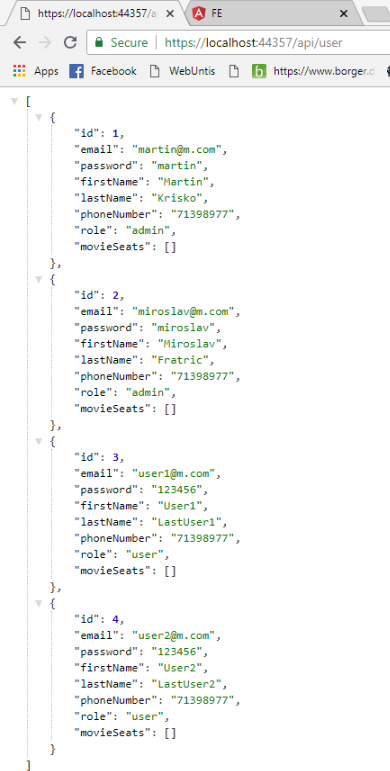 https://localhost:44357/a
FE
Secure
https://localhost:44357/api/user
Apps
Facebook
WebUntis
https://www.borger.d
[
{
"id": 1,
"email": "martin@m.com",
"password": "martin",
"firstName": "Martin",
"lastName": "Krisko",
"phoneNumber": "71398977",
"role": "admin",
"movieSeats": []
},
{
"id": 2,
"email": "miroslav@m.com",
"password": "miroslav",
"firstName": "Miroslav",
"lastName": "Fratric",
"phoneNumber": "71398977",
"role": "admin",
"movieSeats": []
},
{
"id": 3,
"email": "user1@m.com",
"password": "123456",
"firstName": "User1",
"lastName": "LastUser1",
"phoneNumber": "71398977",
"role": "user",
"movieSeats": []
},
{
"id": 4,
"email": "user2@m.com",
"password": "123456",
"firstName": "User2",
"lastName": "LastUser2",
"phoneNumber": "71398977",
"role": "user",
"movieSeats": []
}
]